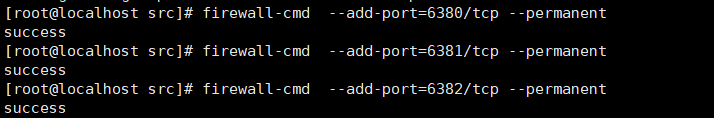 [root@localhost src]# firewall-cmd  --add-port=6380/tcp --permanent
success
[root@localhost src]# firewall-cmd  --add-port=6381/tcp --permanent
success
[root@localhost src]# firewall-cmd  --add-port=6382/tcp --permanent
success